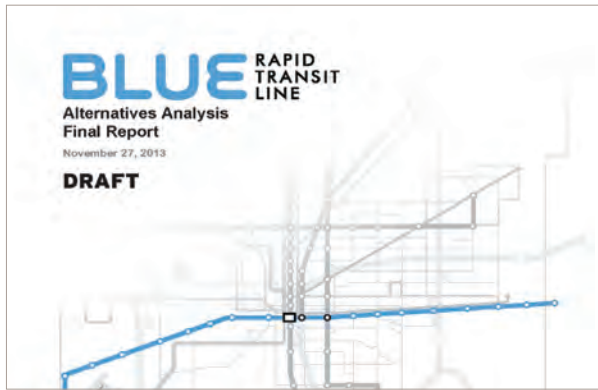 BLUE
RAPID
TRANSIT
LINE
Alternatives Analysis
Final Report
November 27, 2013
DRAFT